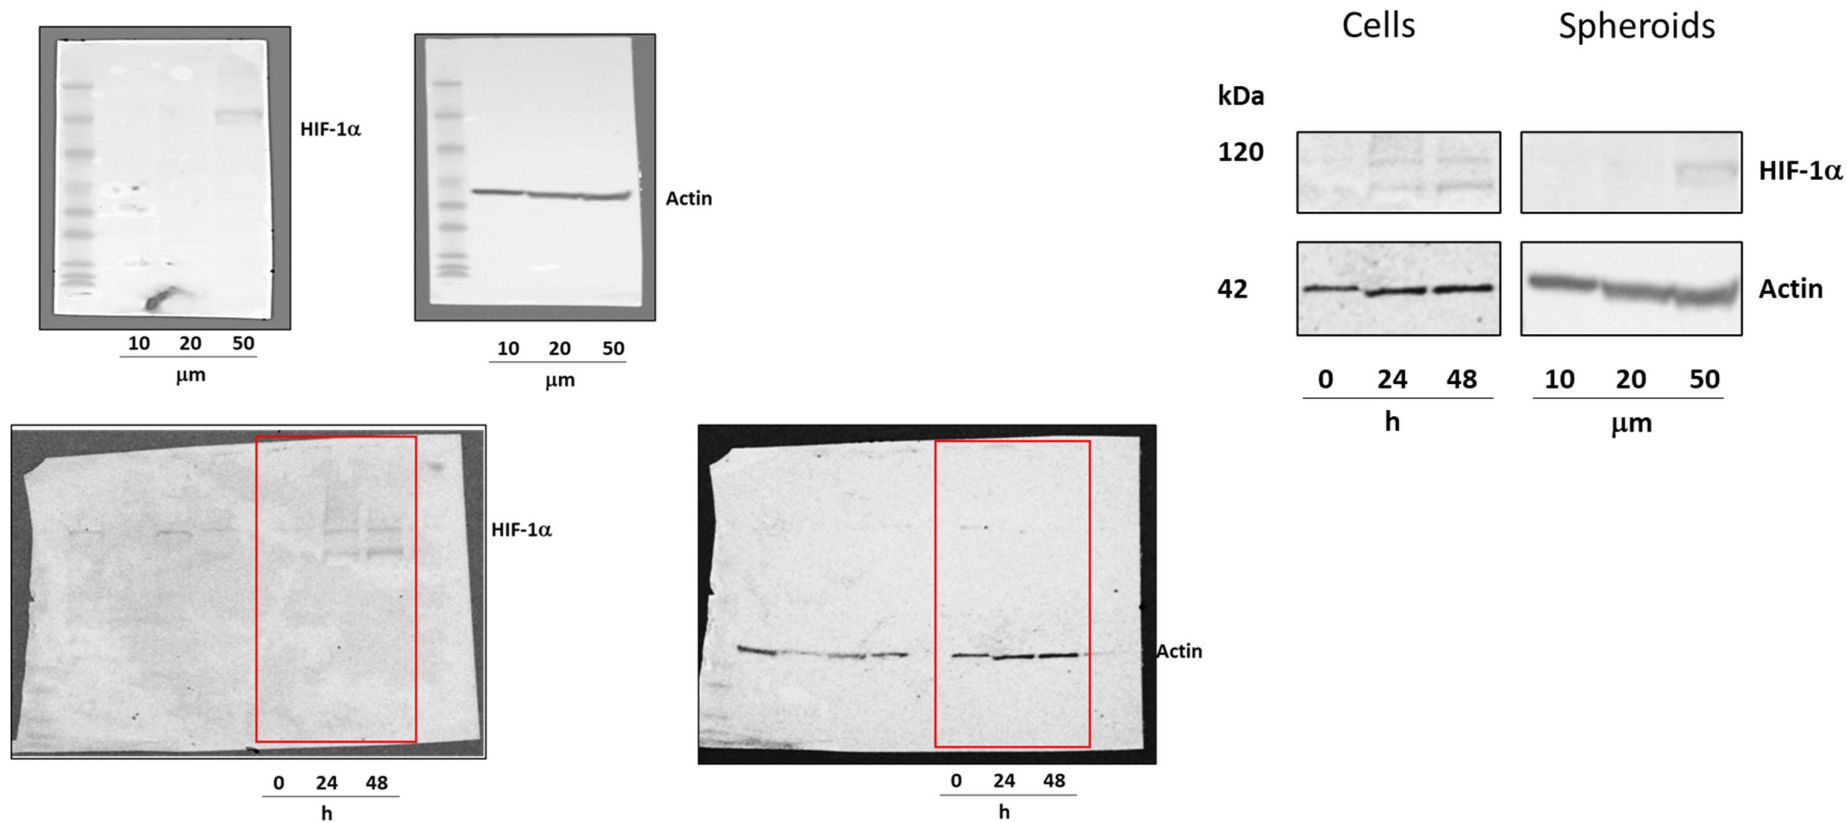 Cells Spheroids
kDa
120 HIF-1α
42 Actin
0 24 48 10 20 50
h μm
HIF-1α
10 20 50
μm
Actin
10 20 50
μm
HIF-1α
0 24 48
h
Actin
0 24 48
h